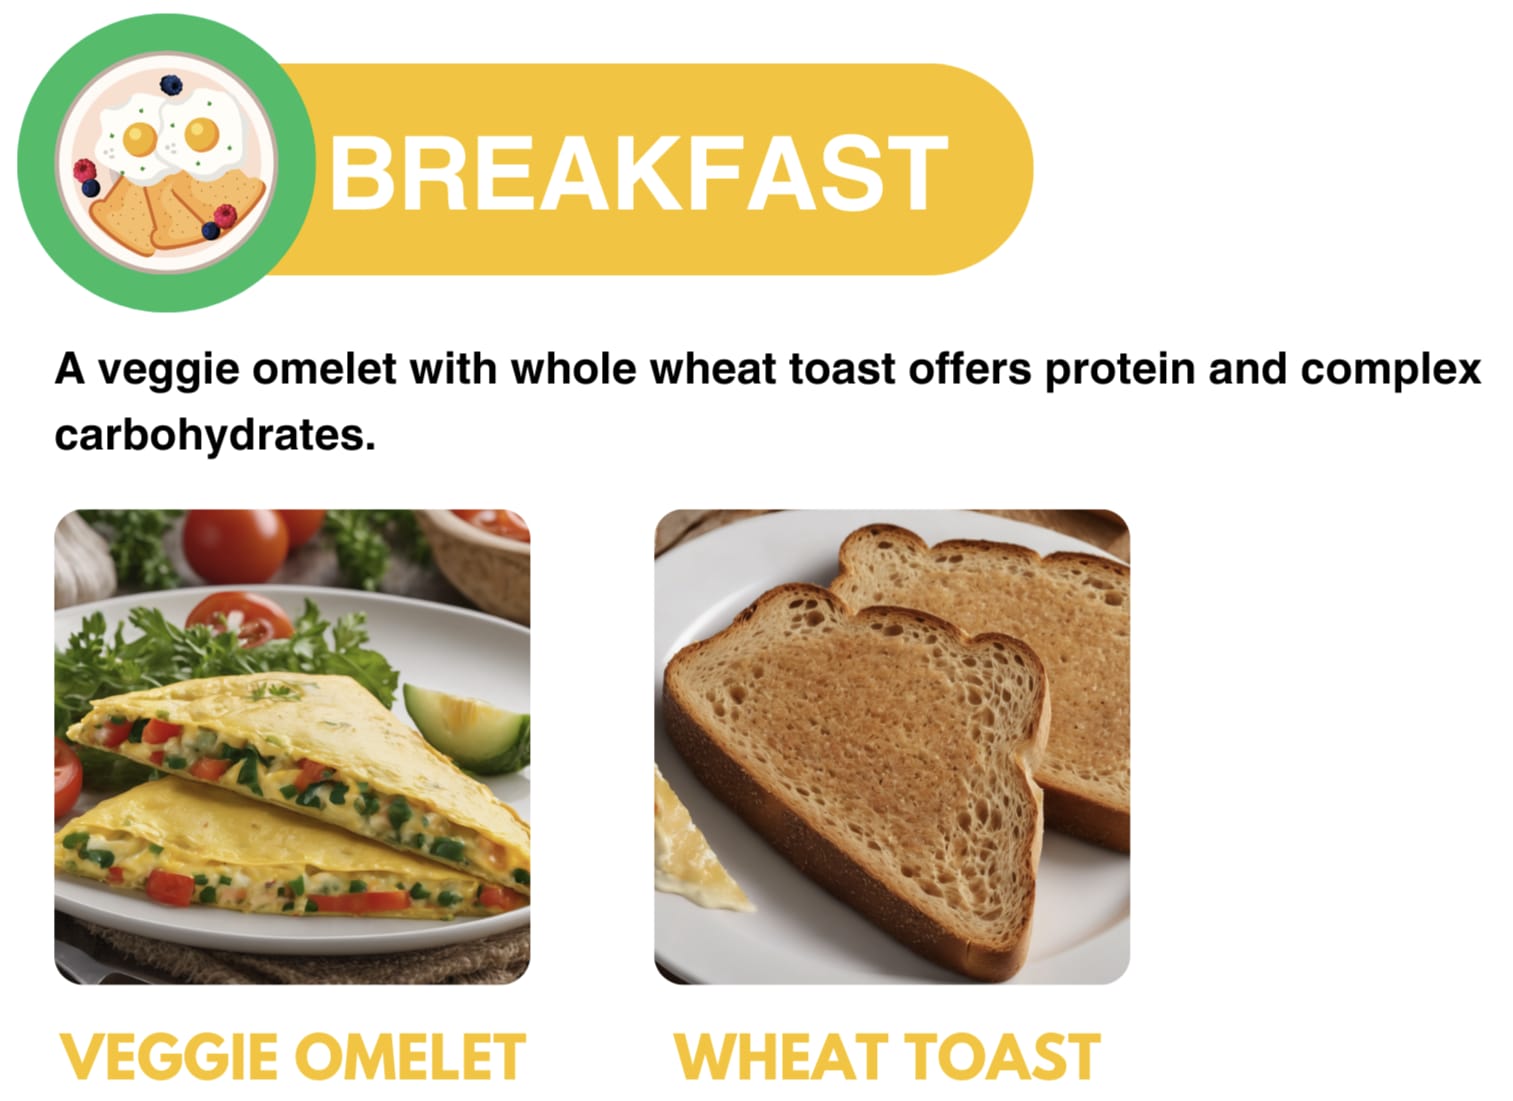 BREAKFAST
A veggie omelet with whole wheat toast offers protein and complex
carbohydrates.
VEGGIE OMELET
WHEAT TOAST